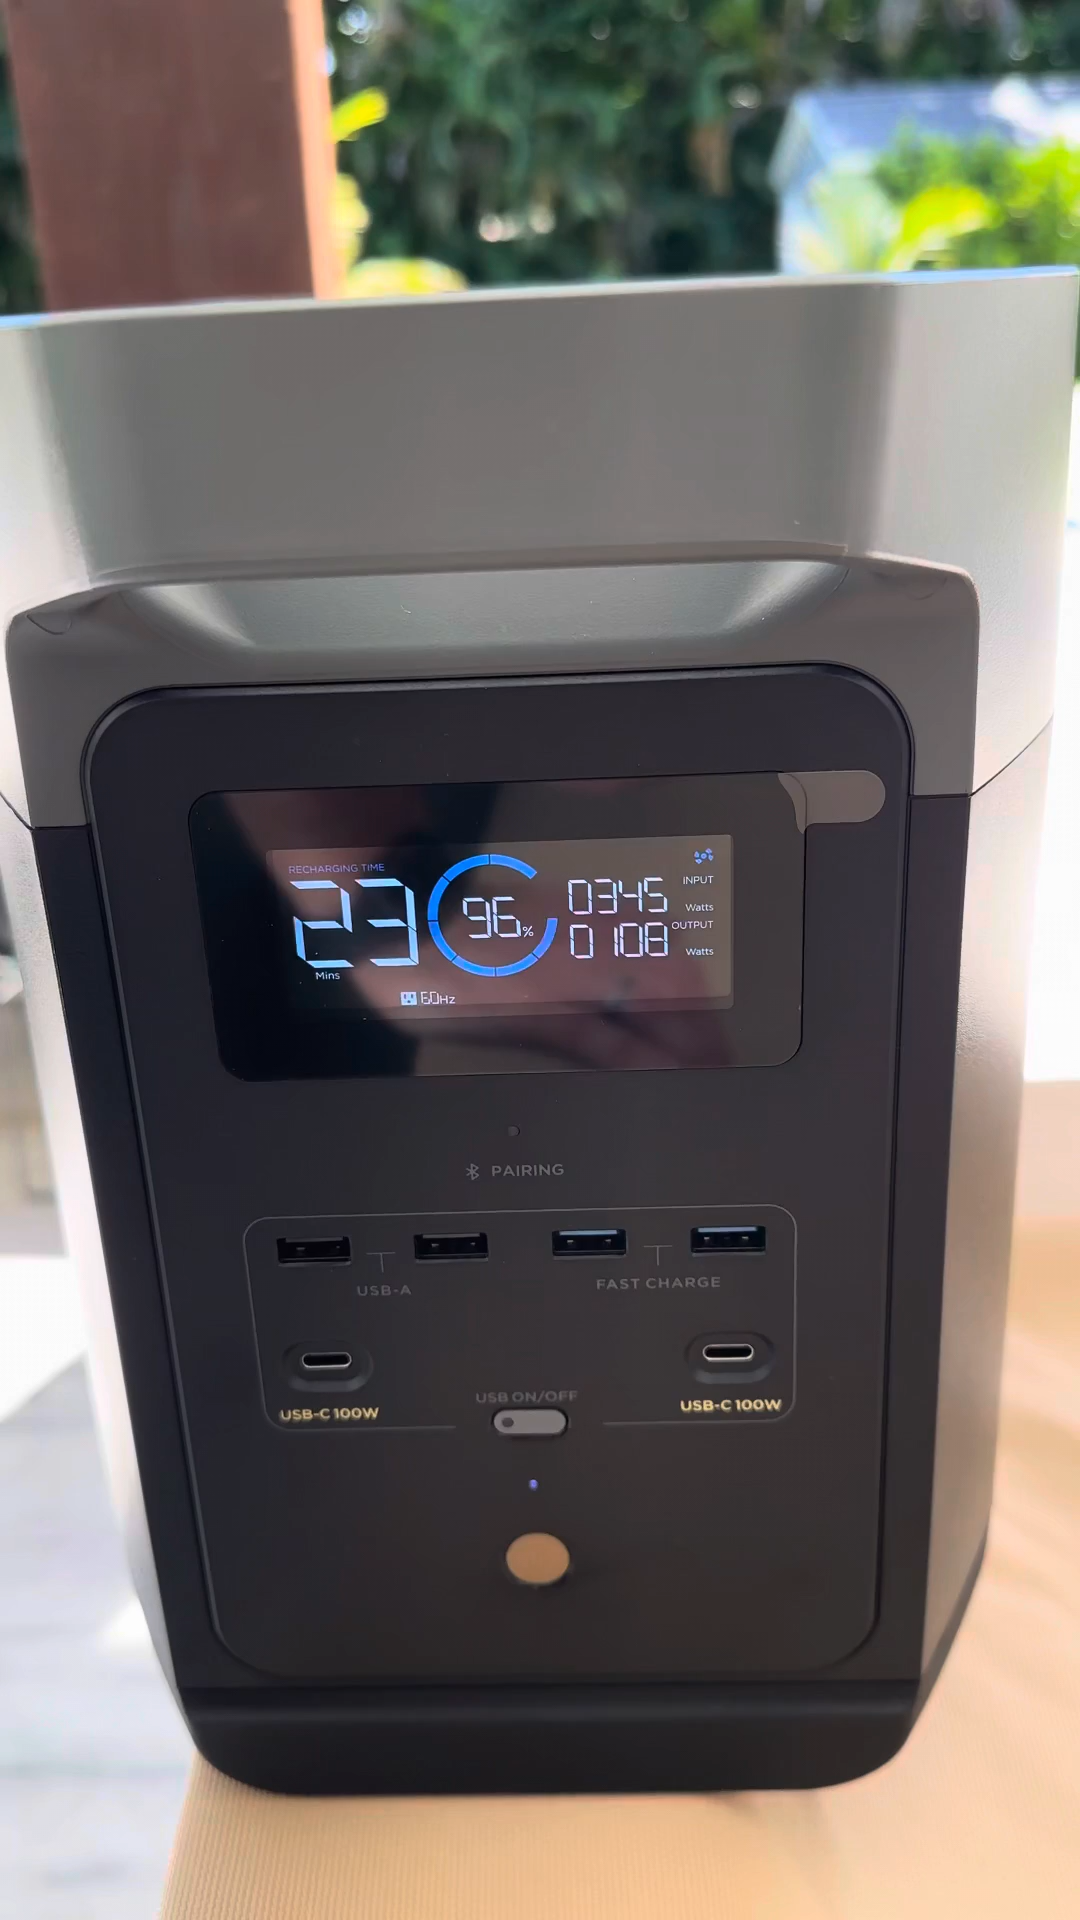 RECHARGING TIME
23
Mins
96%
0345
INPUT
Watts
0108
OUTPUT
Watts
60Hz
PAIRING
USB-A
FAST CHARGE
USB-C 100W
USB ON/OFF
USB-C 100W